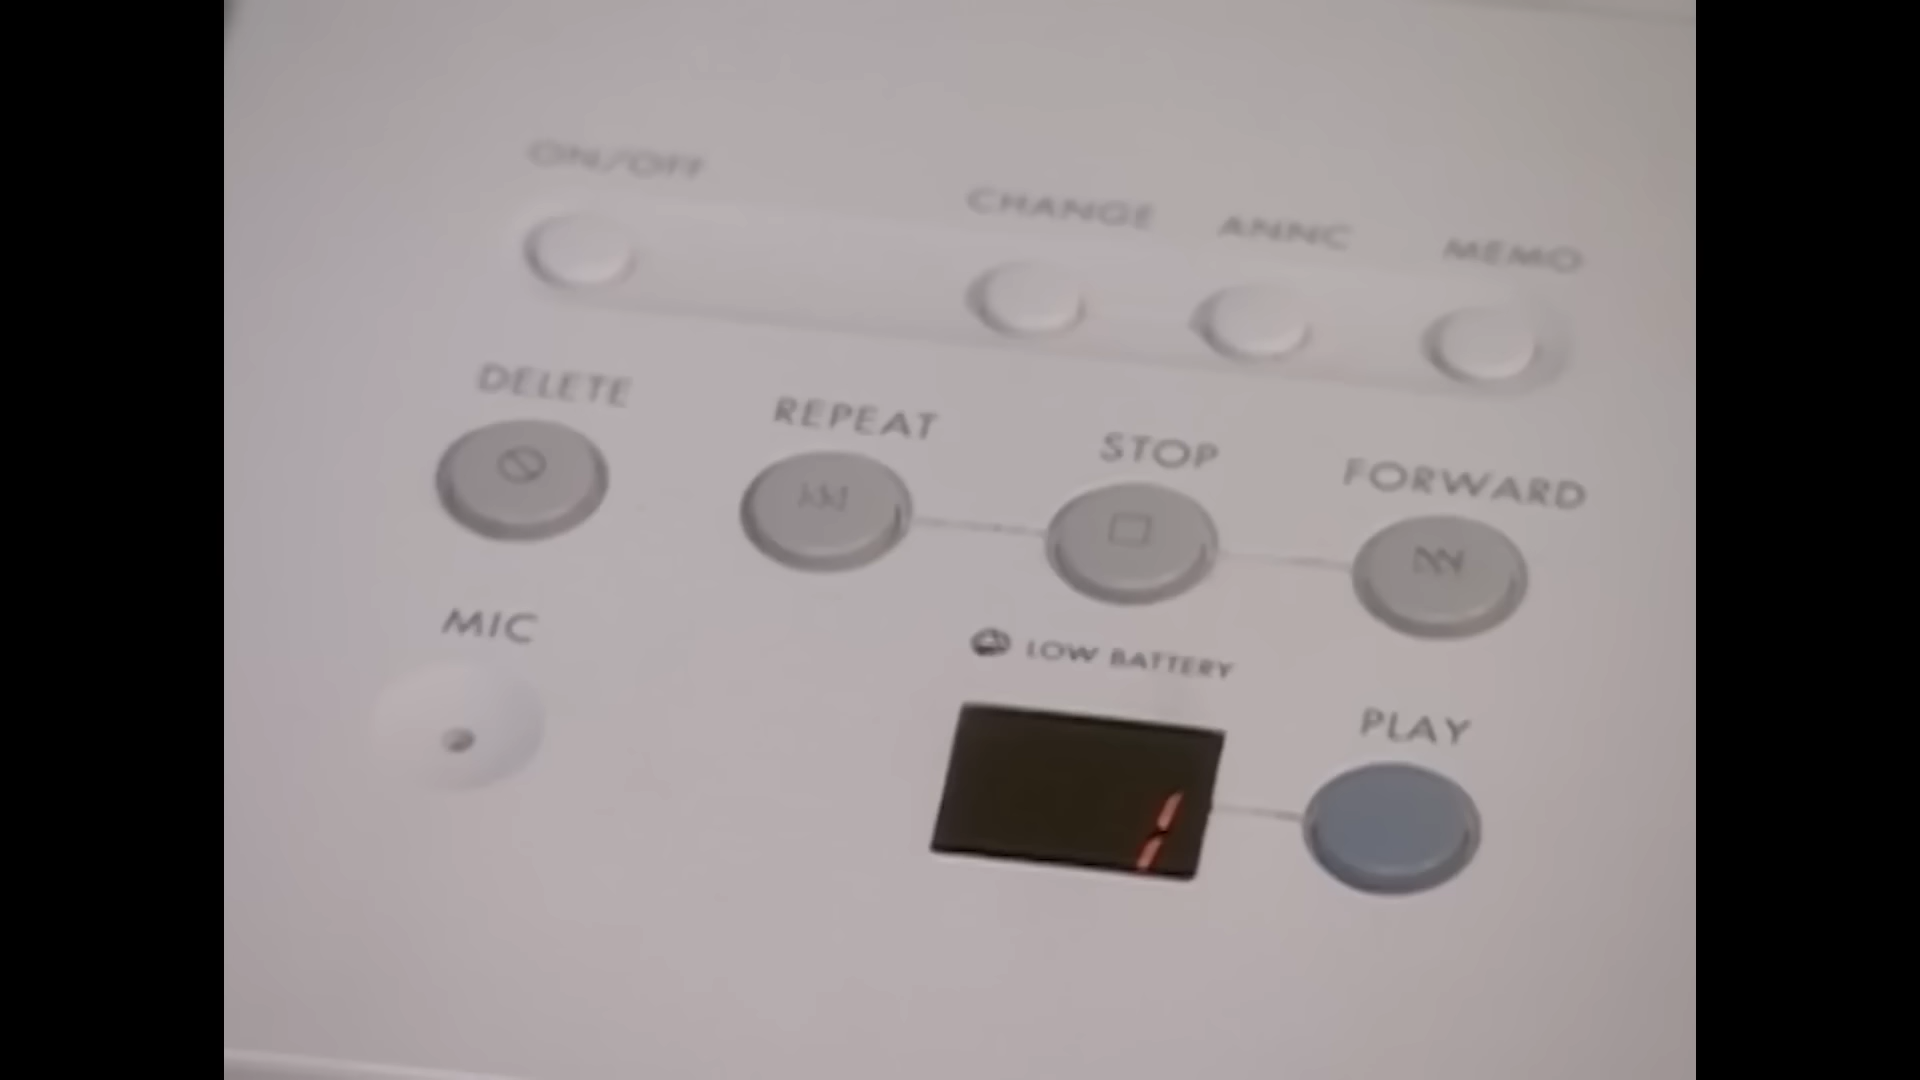 ON/OFF
CHANGE
ANNC
MEMO
DELETE
REPEAT
STOP
FORWARD
MIC
LOW BATTERY
1
PLAY